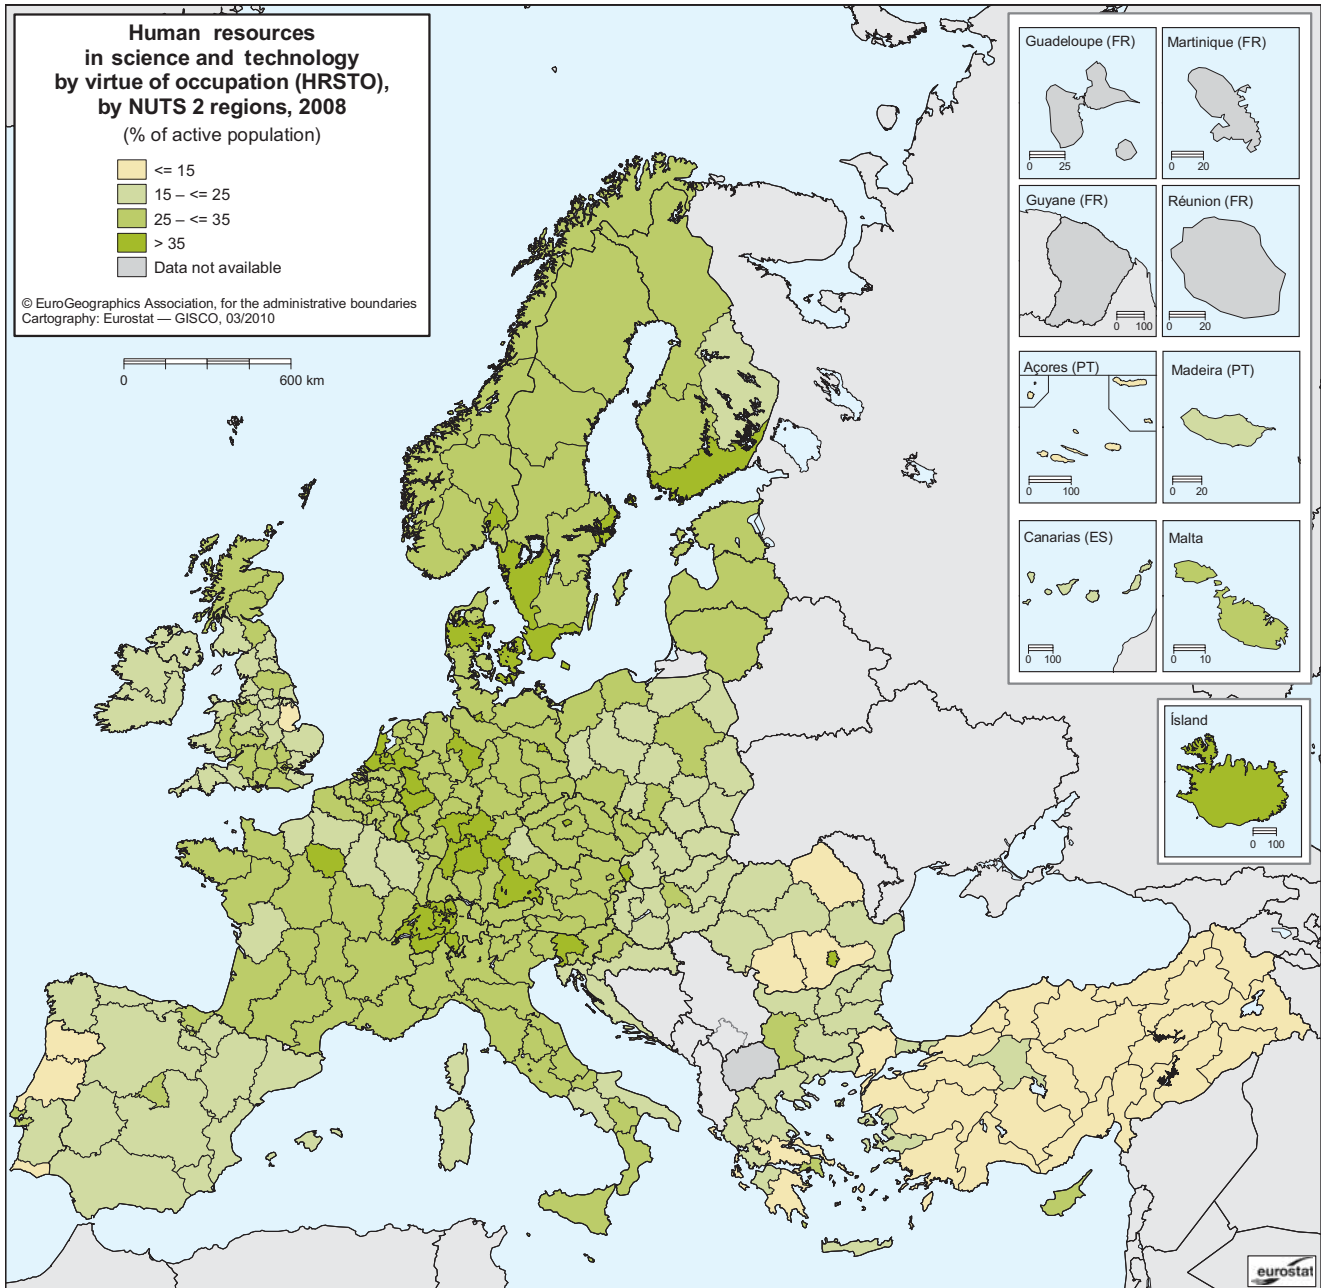 Human resources
in science and technology
by virtue of occupation (HRSTO),
by NUTS 2 regions, 2008
(% of active population)
<= 15
15 – <= 25
25 – <= 35
> 35
Data not available
© EuroGeographics Association, for the administrative boundaries
Cartography: Eurostat — GISCO, 03/2010
0 600 km
Guadeloupe (FR)
0 25
Martinique (FR)
0 20
Guyane (FR)
0 100
Réunion (FR)
0 20
Açores (PT)
0 100
Madeira (PT)
0 20
Canarias (ES)
0 100
Malta
0 10
Ísland
0 100
eurostat